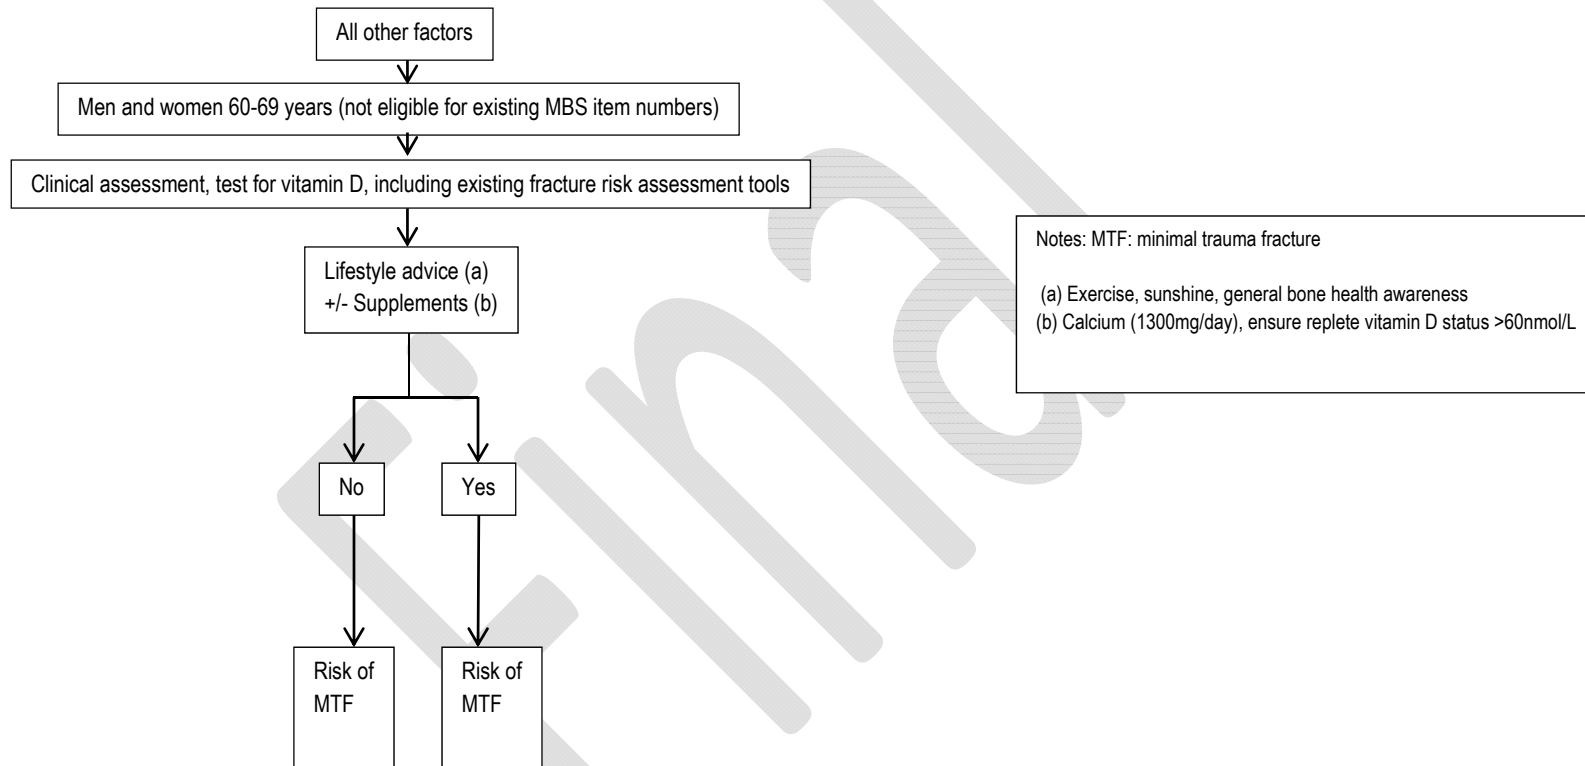 All other factors
Men and women 60-69 years (not eligible for existing MBS item numbers)
Clinical assessment, test for vitamin D, including existing fracture risk assessment tools
Lifestyle advice (a)
+/- Supplements (b)
No
Yes
Risk of
MTF
Risk of
MTF
Notes: MTF: minimal trauma fracture
(a) Exercise, sunshine, general bone health awareness
(b) Calcium (1300mg/day), ensure replete vitamin D status >60nmol/L
Final